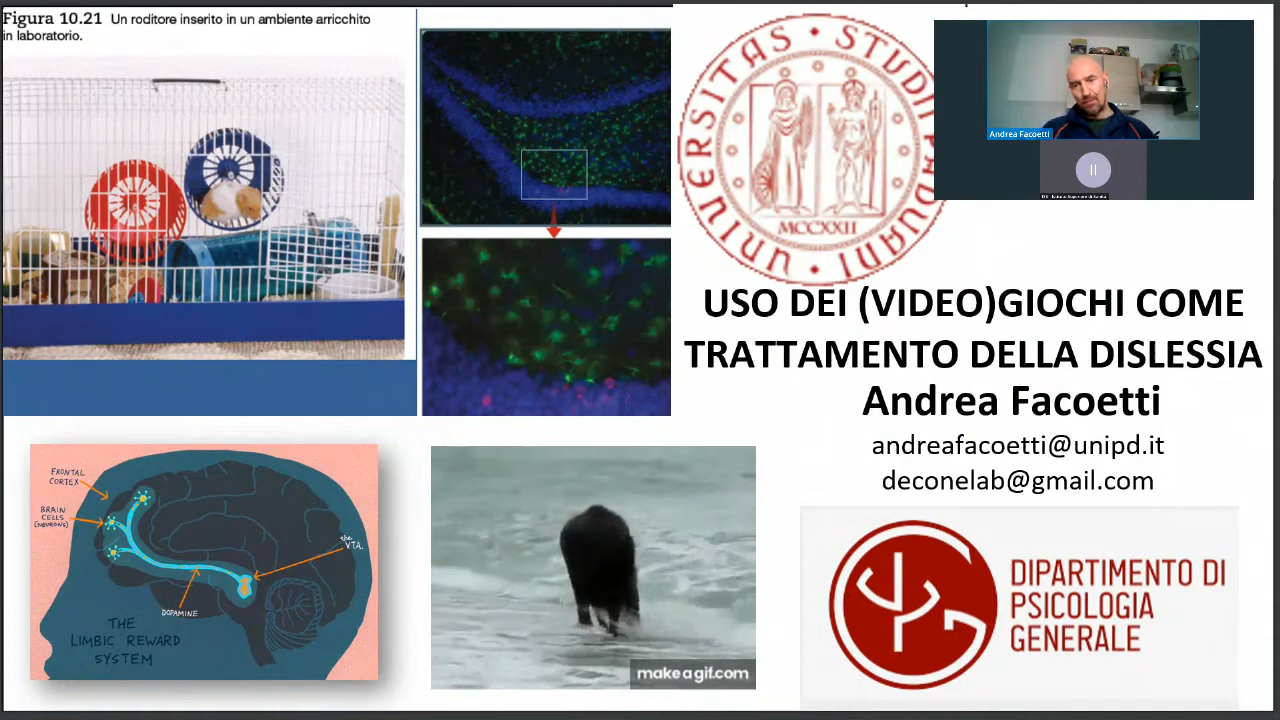 Figura 10.21 Un roditore inserito in un ambiente arricchito
in laboratorio.
UNIVERSITAS STUDII PADUANI
MCCXXII
Andrea Facoetti
USO DEI (VIDEO)GIOCHI COME
TRATTAMENTO DELLA DISLESSIA
Andrea Facoetti
andreafacoetti@unipd.it
deconelab@gmail.com
FRONTAL
CORTEX
BRAIN
CELLS
(NEURONS)
the
V.T.A.
DOPAMINE
THE
LIMBIC REWARD
SYSTEM
makeagif.com
DIPARTIMENTO DI
PSICOLOGIA
GENERALE